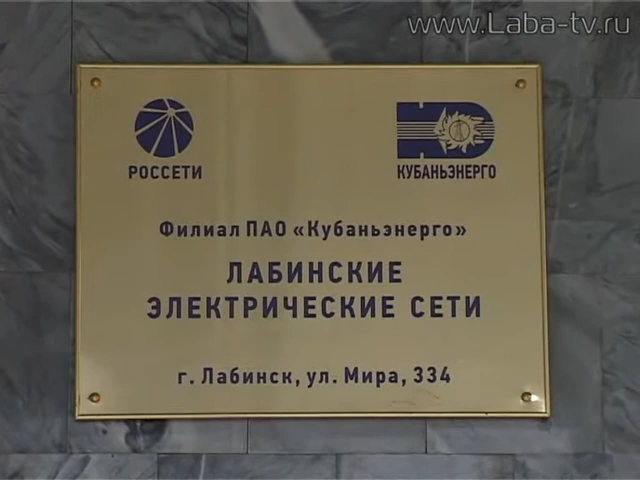 www.Laba-tv.ru
РОССЕТИ
КУБАНЬЭНЕРГО
Филиал ПАО «Кубаньэнерго»
ЛАБИНСКИЕ
ЭЛЕКТРИЧЕСКИЕ СЕТИ
г. Лабинск, ул. Мира, 334